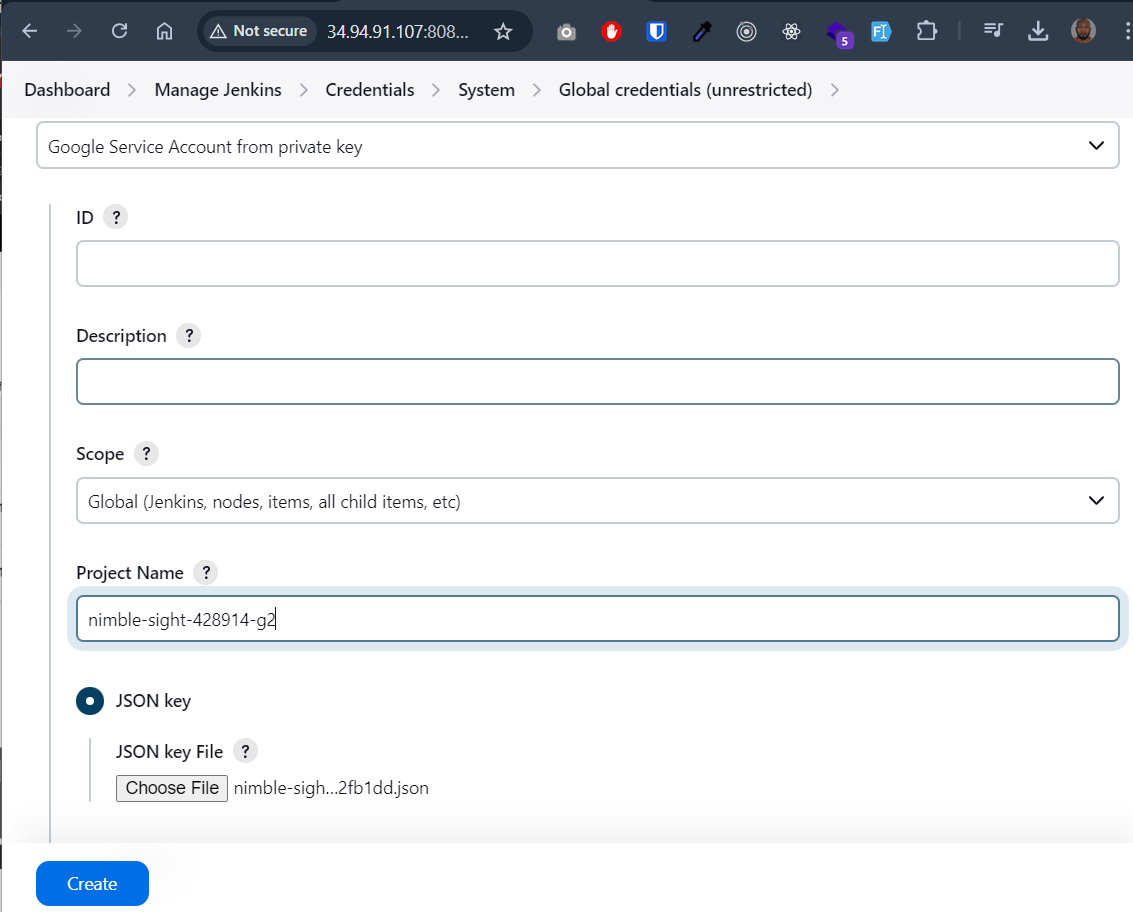 Not secure 34.94.91.107:808...
5
Dashboard > Manage Jenkins > Credentials > System > Global credentials (unrestricted) >
Google Service Account from private key
ID ?
Description ?
Scope ?
Global (Jenkins, nodes, items, all child items, etc)
Project Name ?
nimble-sight-428914-g2
JSON key
JSON key File ?
Choose File nimble-sigh...2fb1dd.json
Create